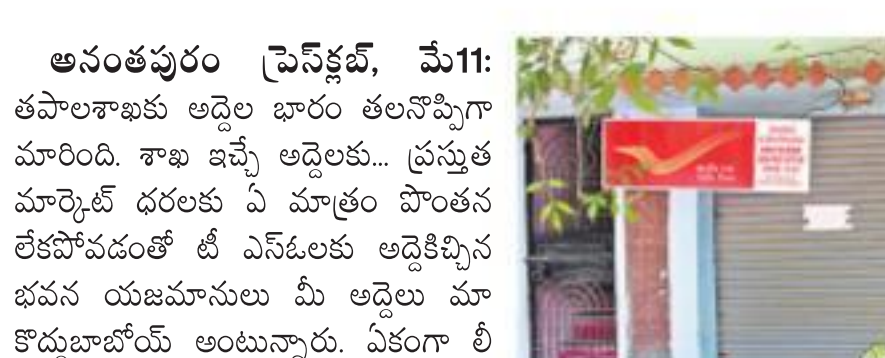 అనంతపురం ప్రెస్‌క్లబ్, మే11:
తపాలశాఖకు అద్దెల భారం తలనొప్పిగా
మారింది. శాఖ ఇచ్చే అద్దెలకు... ప్రస్తుత
మార్కెట్ ధరలకు ఏ మాత్రం పొంతన
లేకపోవడంతో టీ ఎస్ఓలకు అద్దెకిచ్చిన
భవన యజమానులు మీ అద్దెలు మా
కొద్దుబాబోయ్ అంటున్నారు. ఏకంగా లీ